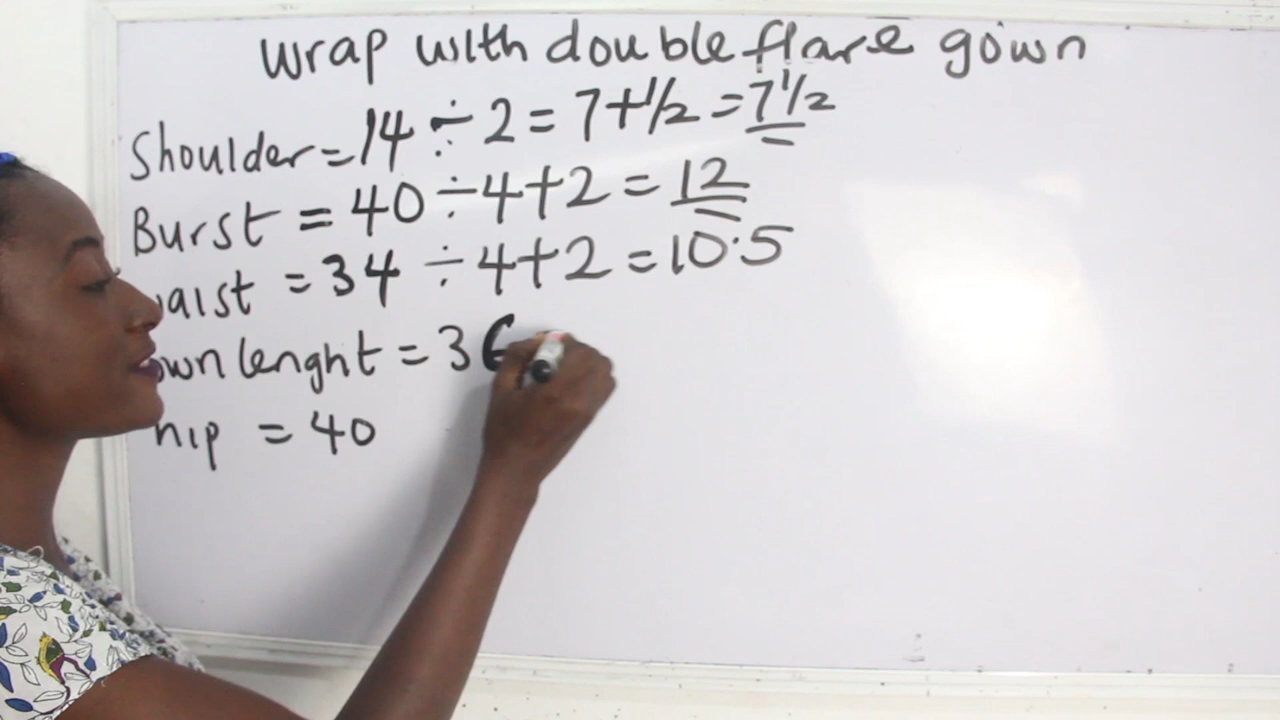 wrap with double flare gown
Shoulder = 14 ÷ 2 = 7 + 1/2 = 7 1/2
Burst = 40 ÷ 4 + 2 = 12
aist = 34 ÷ 4 + 2 = 10.5
own lenght = 36
hip = 40